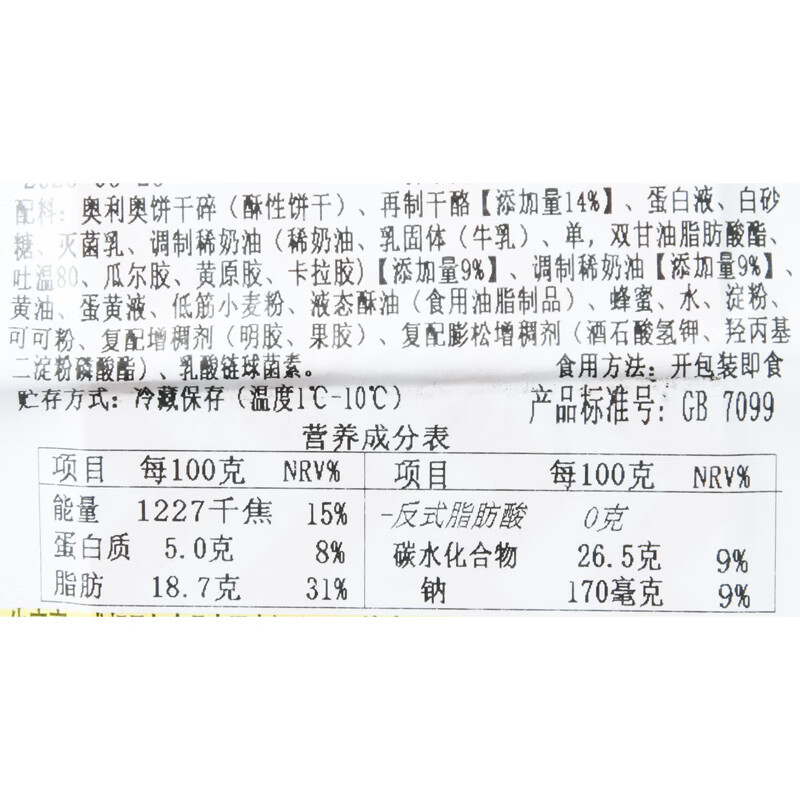 配料：奥利奥饼干碎（酥性饼干）、再制干酪【添加量14%】、蛋白液、白砂
糖、灭菌乳、调制稀奶油（稀奶油、乳固体（牛乳）、单，双甘油脂肪酸酯、
吐温80、瓜尔胶、黄原胶、卡拉胶)【添加量9%】、调制稀奶油【添加量9%】、
黄油、蛋黄液、低筋小麦粉、液态酥油（食用油脂制品）、蜂蜜、水、淀粉、
可可粉、复配增稠剂（明胶、果胶）、复配膨松增稠剂（酒石酸氢钾、羟丙基
二淀粉磷酸酯）、乳酸链球菌素。 食用方法：开包装即食
贮存方式：冷藏保存（温度1℃-10℃） 产品标准号：GB 7099
营养成分表
项目 每100克 NRV% 项目 每100克 NRV%
能量 1227千焦 15% -反式脂肪酸 0克
蛋白质 5.0克 8% 碳水化合物 26.5克 9%
脂肪 18.7克 31% 钠 170毫克 9%